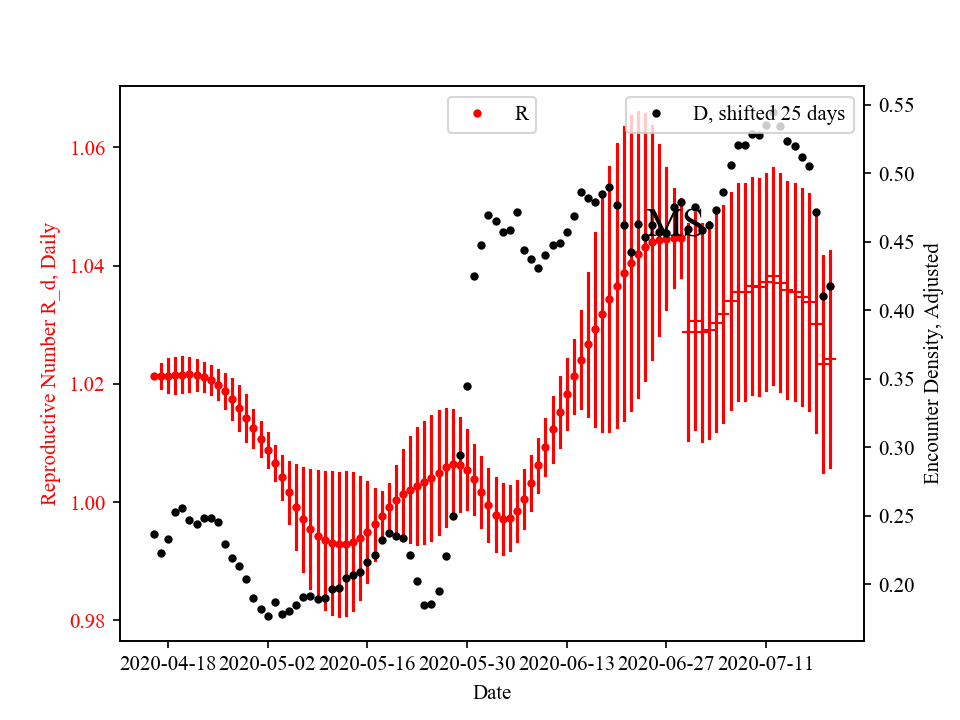 R
D, shifted 25 days
MS
1.06
1.04
1.02
1.00
0.98
Reproductive Number R_d, Daily
0.55
0.50
0.45
0.40
0.35
0.30
0.25
0.20
Encounter Density, Adjusted
2020-04-18 2020-05-02 2020-05-16 2020-05-30 2020-06-13 2020-06-27 2020-07-11
Date